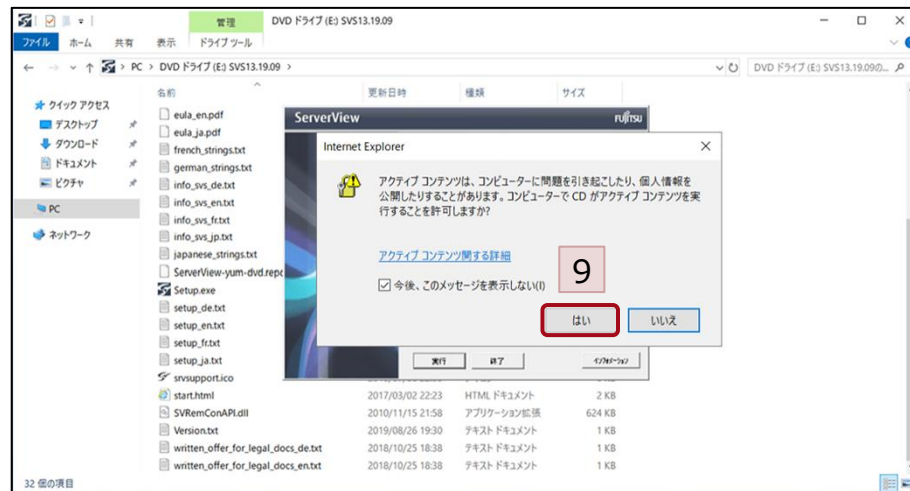 管理
DVD ドライブ (E:) SVS13.19.09
ファイル ホーム 共有 表示 ドライブ ツール
PC > DVD ドライブ (E:) SVS13.19.09 >
DVD ドライブ (E:) SVS13.19.09の...
名前 更新日時 種類 サイズ
クイック アクセス
デスクトップ
ダウンロード
ドキュメント
ピクチャ
PC
ネットワーク
eula_en.pdf
eula_ja.pdf
french_strings.txt
german_strings.txt
info_svs_de.txt
info_svs_en.txt
info_svs_fr.txt
info_svs_jp.txt
japanese_strings.txt
ServerView-yum-dvd.repo
Setup.exe
setup_de.txt
setup_en.txt
setup_fr.txt
setup_ja.txt
srvsupport.ico
start.html 2017/03/02 22:23 HTML ドキュメント 2 KB
SVRemConAPI.dll 2010/11/15 21:58 アプリケーション拡張 624 KB
Version.txt 2019/08/26 19:30 テキスト ドキュメント 1 KB
written_offer_for_legal_docs_de.txt 2018/10/25 18:38 テキスト ドキュメント 1 KB
written_offer_for_legal_docs_en.txt 2018/10/25 18:38 テキスト ドキュメント 1 KB
32 個の項目
ServerView FUJITSU
Internet Explorer
アクティブ コンテンツは、コンピューターに問題を引き起こしたり、個人情報を
公開したりすることがあります。コンピューターで CD がアクティブ コンテンツを実
行することを許可しますか?
アクティブ コンテンツ関する詳細
今後、このメッセージを表示しない(I)
9
はい いいえ
実行 終了 インフォメーション